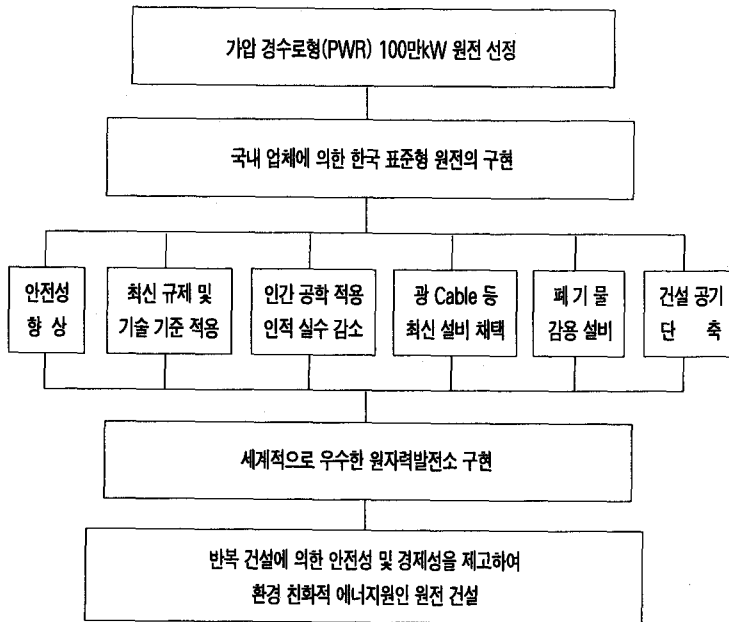 가압 경수로형(PWR) 100만kW 원전 선정
국내 업체에 의한 한국 표준형 원전의 구현
안전성
향 상
최신 규제 및
기술 기준 적용
인간 공학 적용
인적 실수 감소
광 Cable 등
최신 설비 채택
폐 기 물
감용 설비
건설 공기
단 축
세계적으로 우수한 원자력발전소 구현
반복 건설에 의한 안전성 및 경제성을 제고하여
환경 친화적 에너지원인 원전 건설